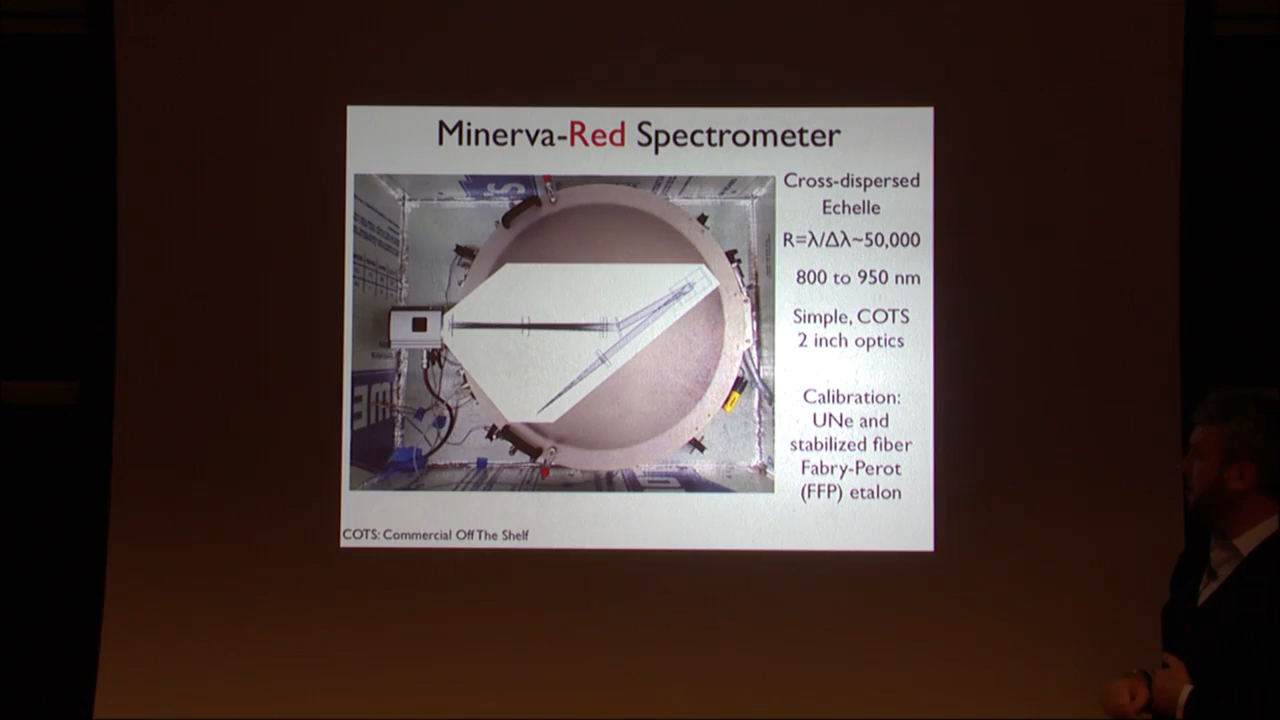 Minerva-Red Spectrometer
Cross-dispersed
Echelle
R=λ/Δλ~50,000
800 to 950 nm
Simple, COTS
2 inch optics
Calibration:
UNe and
stabilized fiber
Fabry-Perot
(FFP) etalon
COTS: Commercial Off The Shelf